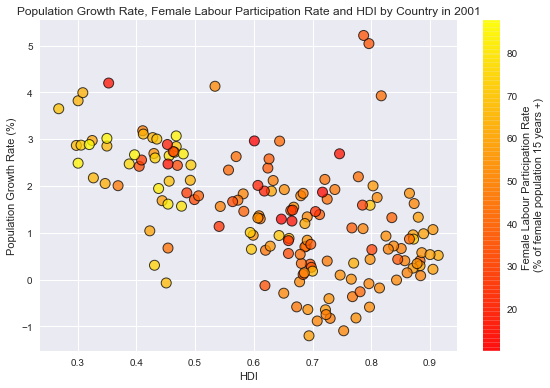 Population Growth Rate, Female Labour Participation Rate and HDI by Country in 2001
Population Growth Rate (%)
5
4
3
2
1
0
−1
0.3 0.4 0.5 0.6 0.7 0.8 0.9
HDI
80
70
60
50
40
30
20
Female Labour Participation Rate
(% of female population 15 years +)